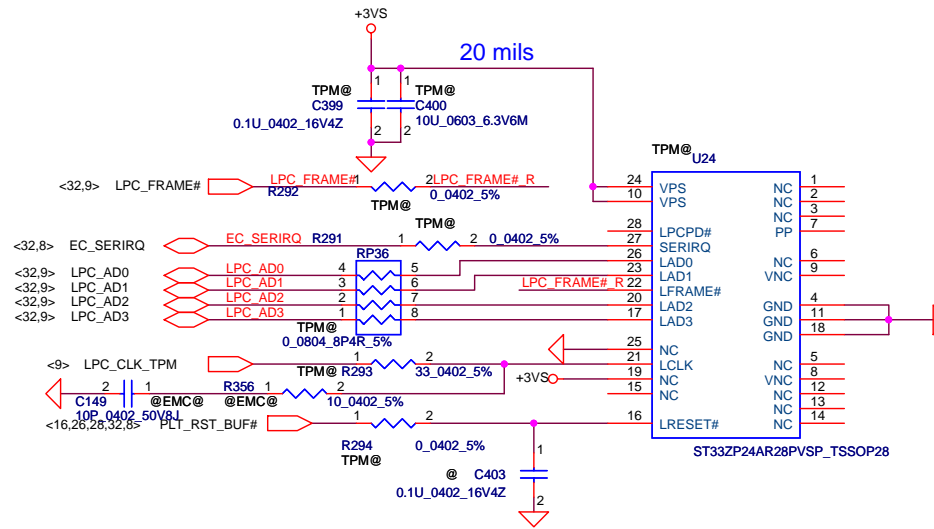 +3VS
20 mils
TPM@ TPM@
C399 C400
0.1U_0402_16V4Z 10U_0603_6.3V6M
1 1
2 2
TPM@
U24
<32,9> LPC_FRAME# LPC_FRAME# 1 2 LPC_FRAME#_R
R292 0_0402_5%
TPM@
TPM@
<32,8> EC_SERIRQ EC_SERIRQ R291 1 2 0_0402_5%
RP36
<32,9> LPC_AD0 LPC_AD0 4 5
<32,9> LPC_AD1 LPC_AD1 3 6
<32,9> LPC_AD2 LPC_AD2 2 7
<32,9> LPC_AD3 LPC_AD3 1 8
TPM@
0_0804_8P4R_5%
LPC_FRAME#_R
<9> LPC_CLK_TPM 1 2
R293 33_0402_5%
TPM@
+3VS
2 1 R356 1 2
C149 @EMC@ @EMC@ 10_0402_5%
10P_0402_50V8J
<16,26,28,32,8> PLT_RST_BUF# 1 2
R294 0_0402_5%
TPM@
1
@ C403
0.1U_0402_16V4Z
2
24 VPS
10 VPS
28 LPCPD#
27 SERIRQ
26 LAD0
23 LAD1
22 LFRAME#
20 LAD2
17 LAD3
25 NC
21 LCLK
19 NC
15 NC
16 LRESET#
NC 1
NC 2
NC 3
PP 7
NC 6
VNC 9
GND 4
GND 11
GND 18
NC 5
VNC 8
NC 12
NC 13
NC 14
ST33ZP24AR28PVSP_TSSOP28